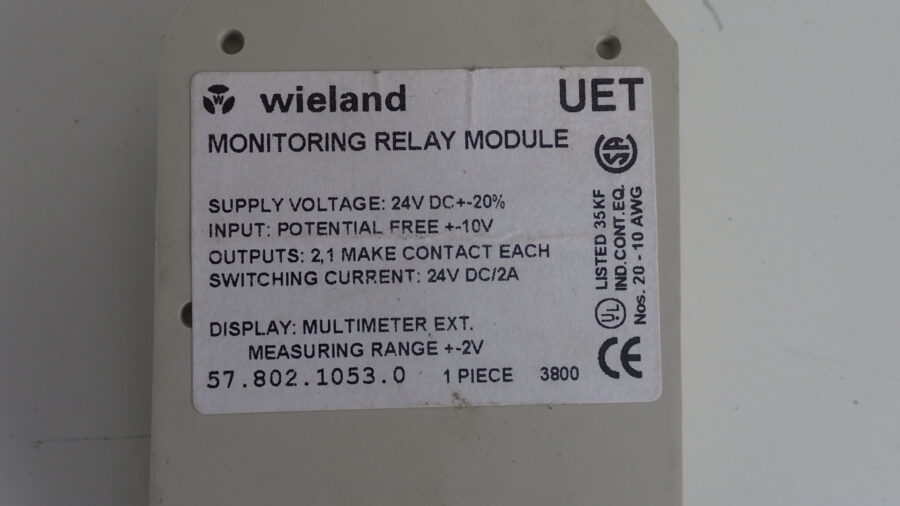 wieland UET
MONITORING RELAY MODULE
SUPPLY VOLTAGE: 24V DC+-20%
INPUT: POTENTIAL FREE +-10V
OUTPUTS: 2,1 MAKE CONTACT EACH
SWITCHING CURRENT: 24V DC/2A
DISPLAY: MULTIMETER EXT.
MEASURING RANGE +-2V
57.802.1053.0 1 PIECE 3800
SA
UL LISTED 35KF
IND.CONT.EQ.
Nos. 20 - 10 AWG
CE